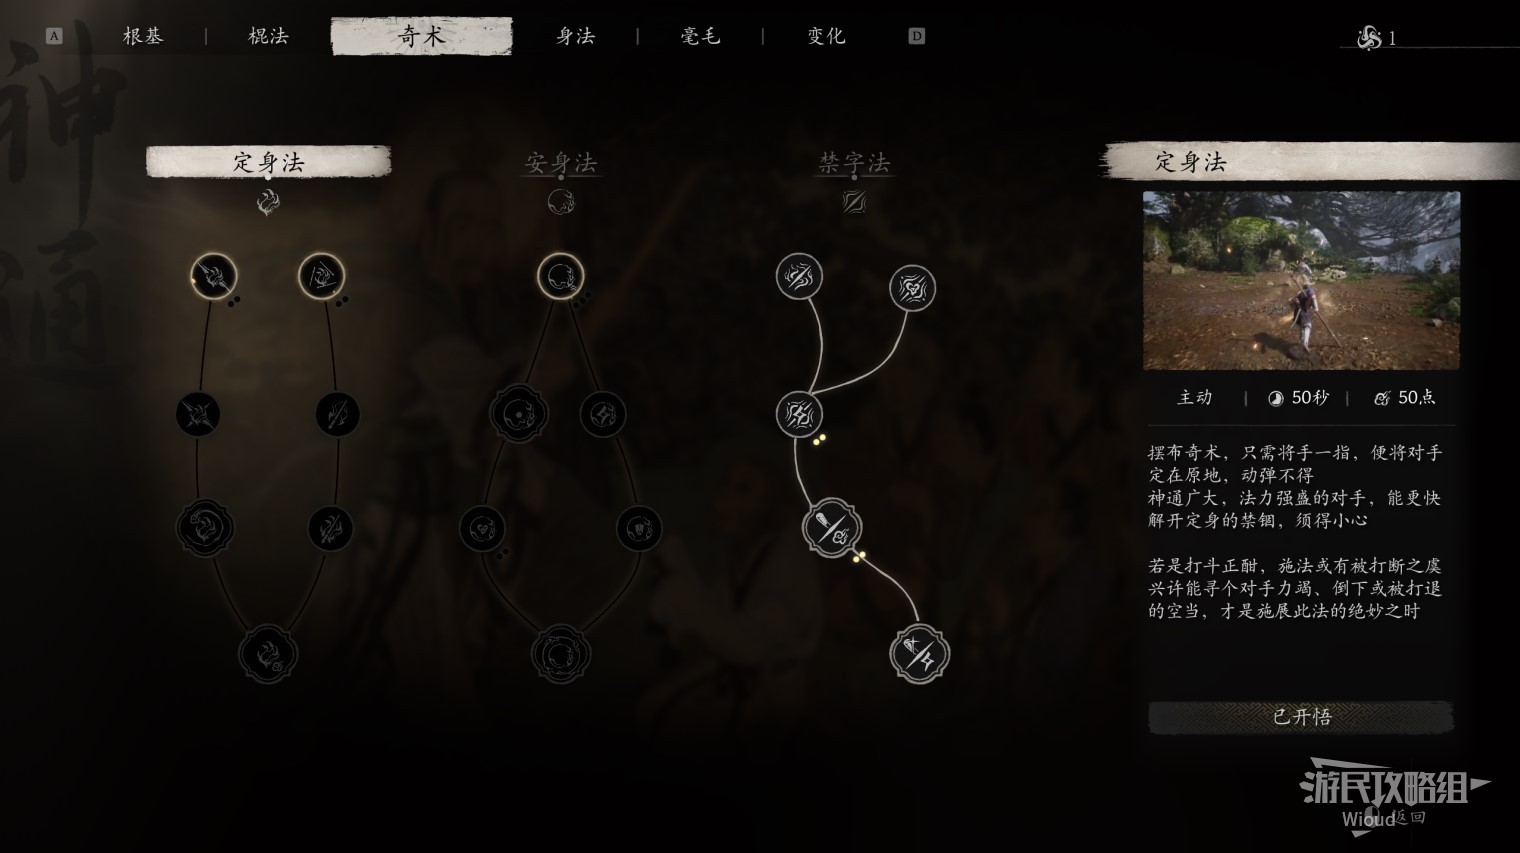 A 根基 | 棍法 奇术 身法 | 毫毛 | 变化 D
1
神通
定身法
安身法
禁字法
定身法
主动 | 50秒 | 50点
摆布奇术，只需将手一指，便将对手
定在原地，动弹不得
神通广大，法力强盛的对手，能更快
解开定身的禁锢，须得小心
若是打斗正酣，施法或有被打断之虞
兴许能寻个对手力竭、倒下或被打退
的空当，才是施展此法的绝妙之时
已开悟
游民攻略组
Wioud
返回